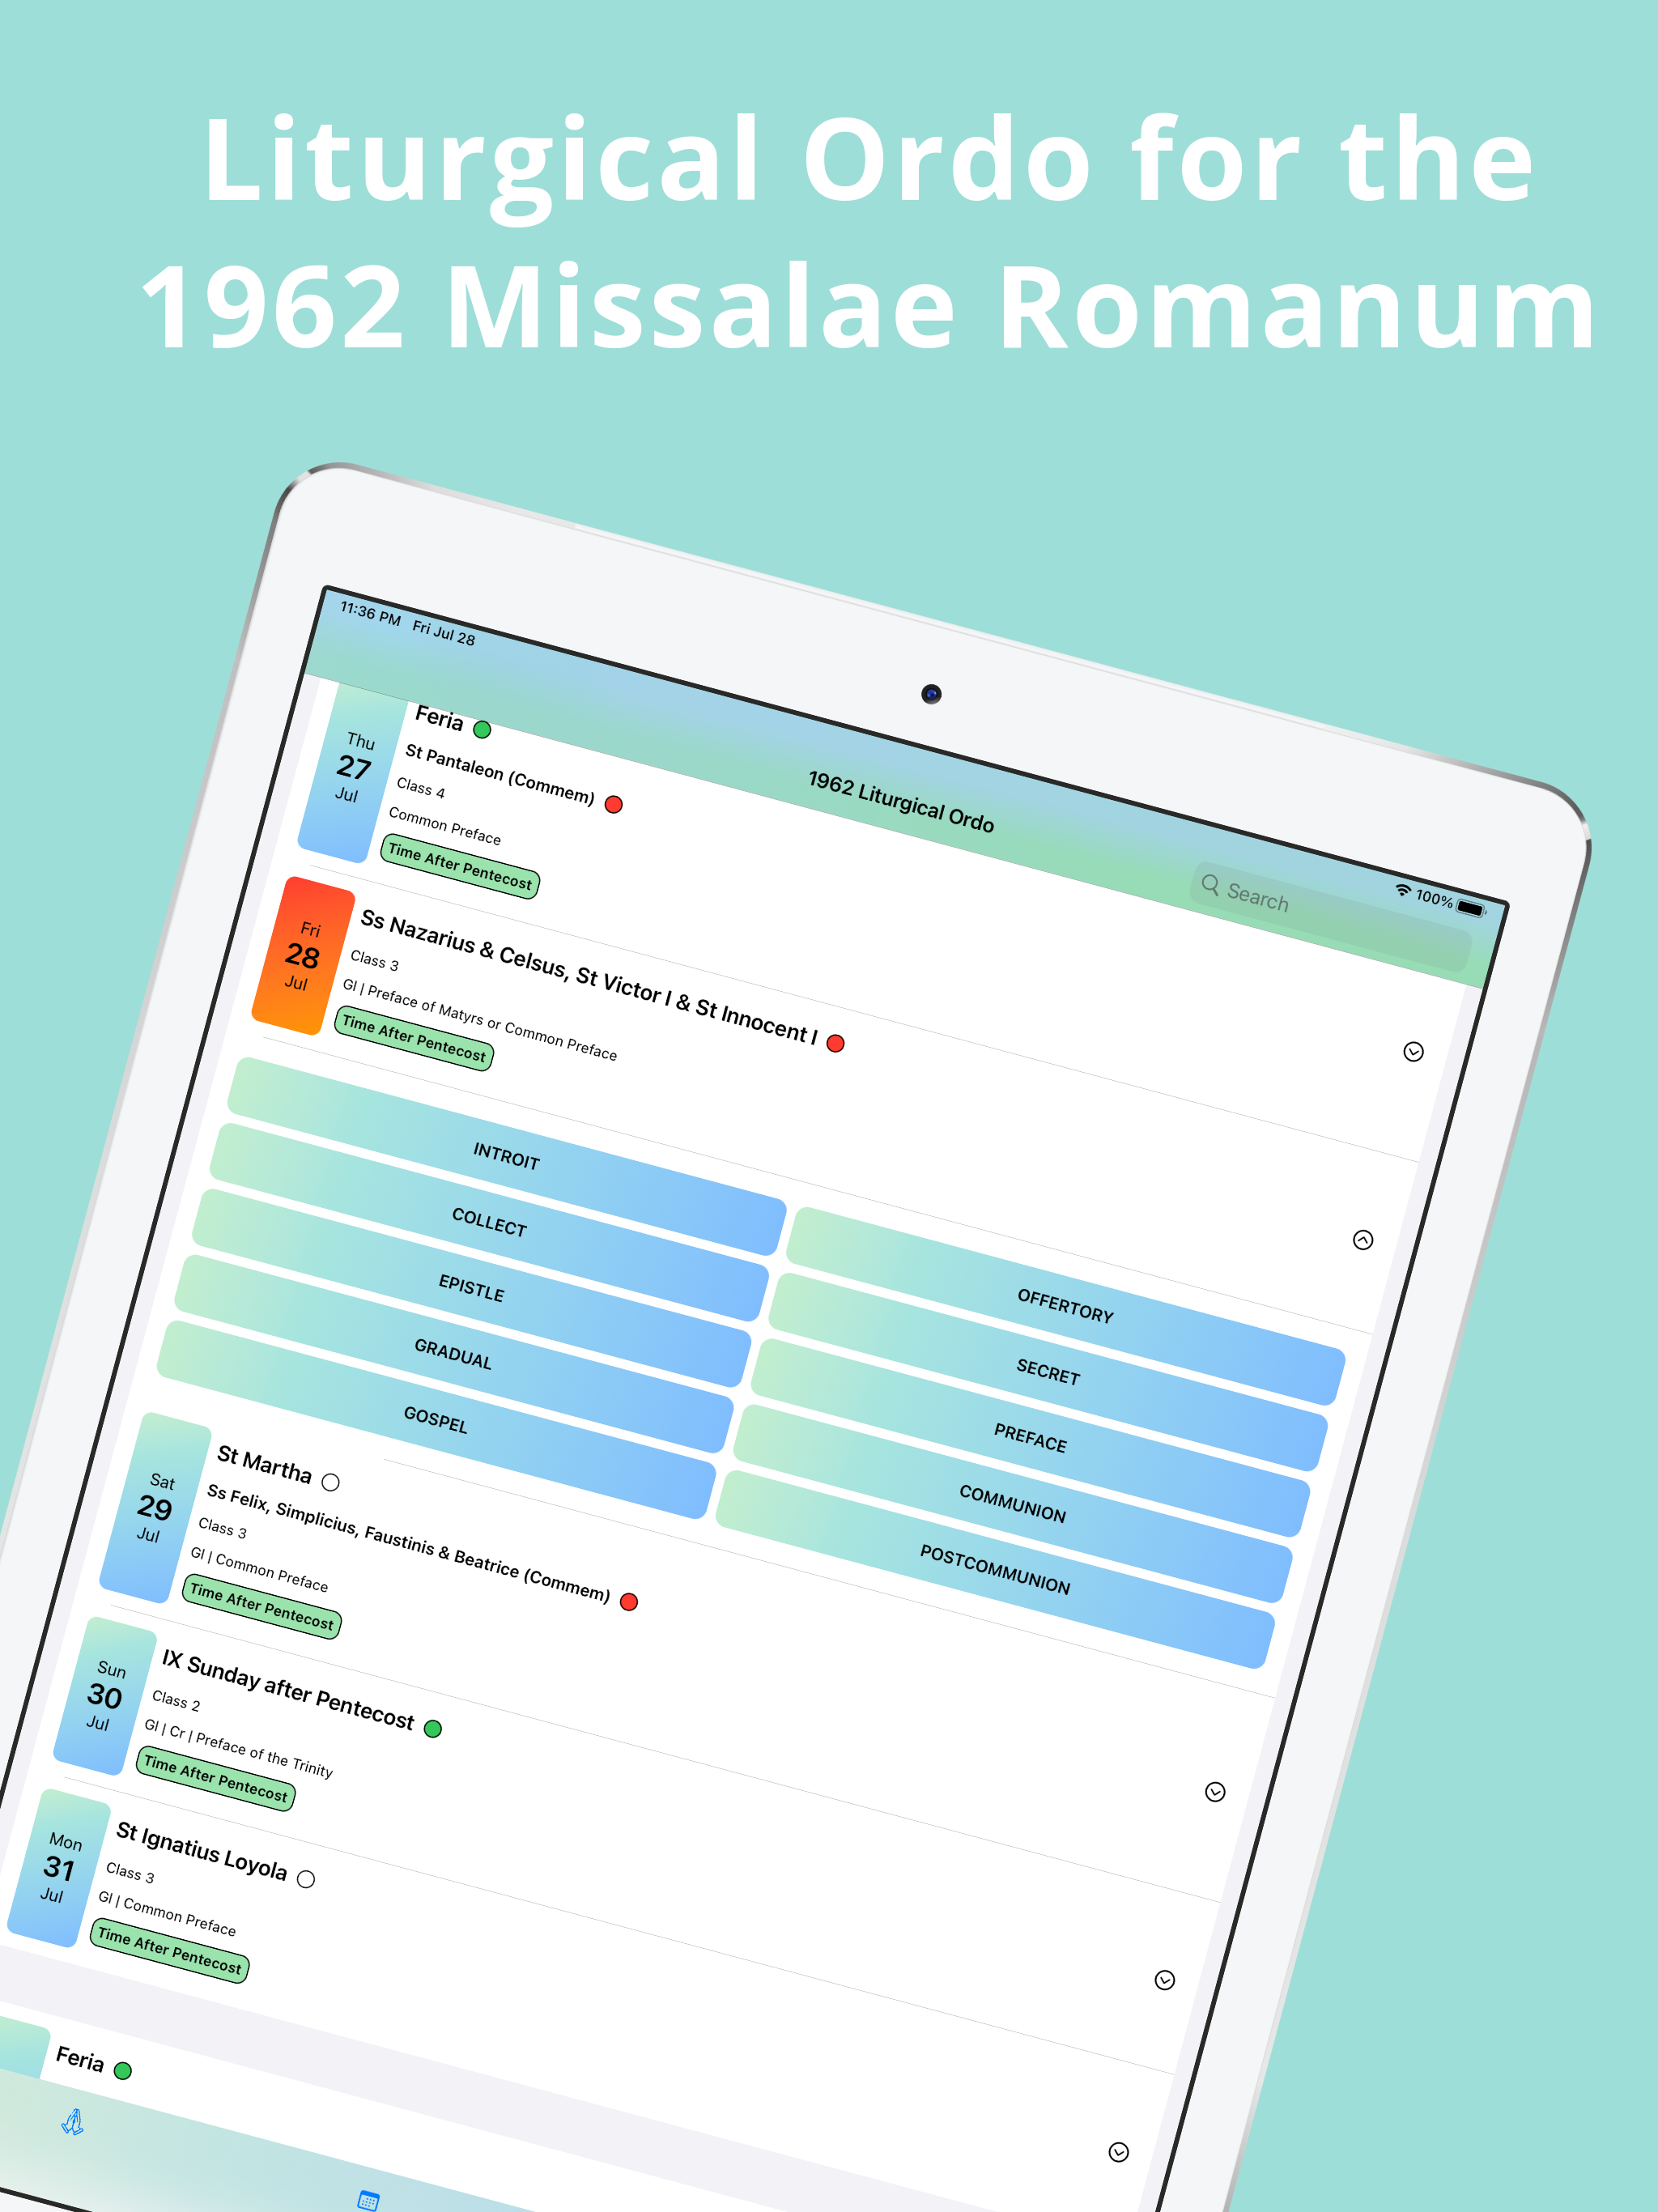 Liturgical Ordo for the
1962 Missalae Romanum
11:36 PM Fri Jul 28
100%
1962 Liturgical Ordo
Search
Thu
27
Jul
Feria
St Pantaleon (Commem)
Class 4
Common Preface
Time After Pentecost
Fri
28
Jul
Ss Nazarius & Celsus, St Victor I & St Innocent I
Class 3
Gl | Preface of Matyrs or Common Preface
Time After Pentecost
INTROIT
COLLECT
EPISTLE
GRADUAL
GOSPEL
OFFERTORY
SECRET
PREFACE
COMMUNION
POSTCOMMUNION
Sat
29
Jul
St Martha
Ss Felix, Simplicius, Faustinis & Beatrice (Commem)
Class 3
Gl | Common Preface
Time After Pentecost
Sun
30
Jul
IX Sunday after Pentecost
Class 2
Gl | Cr | Preface of the Trinity
Time After Pentecost
Mon
31
Jul
St Ignatius Loyola
Class 3
Gl | Common Preface
Time After Pentecost
Feria